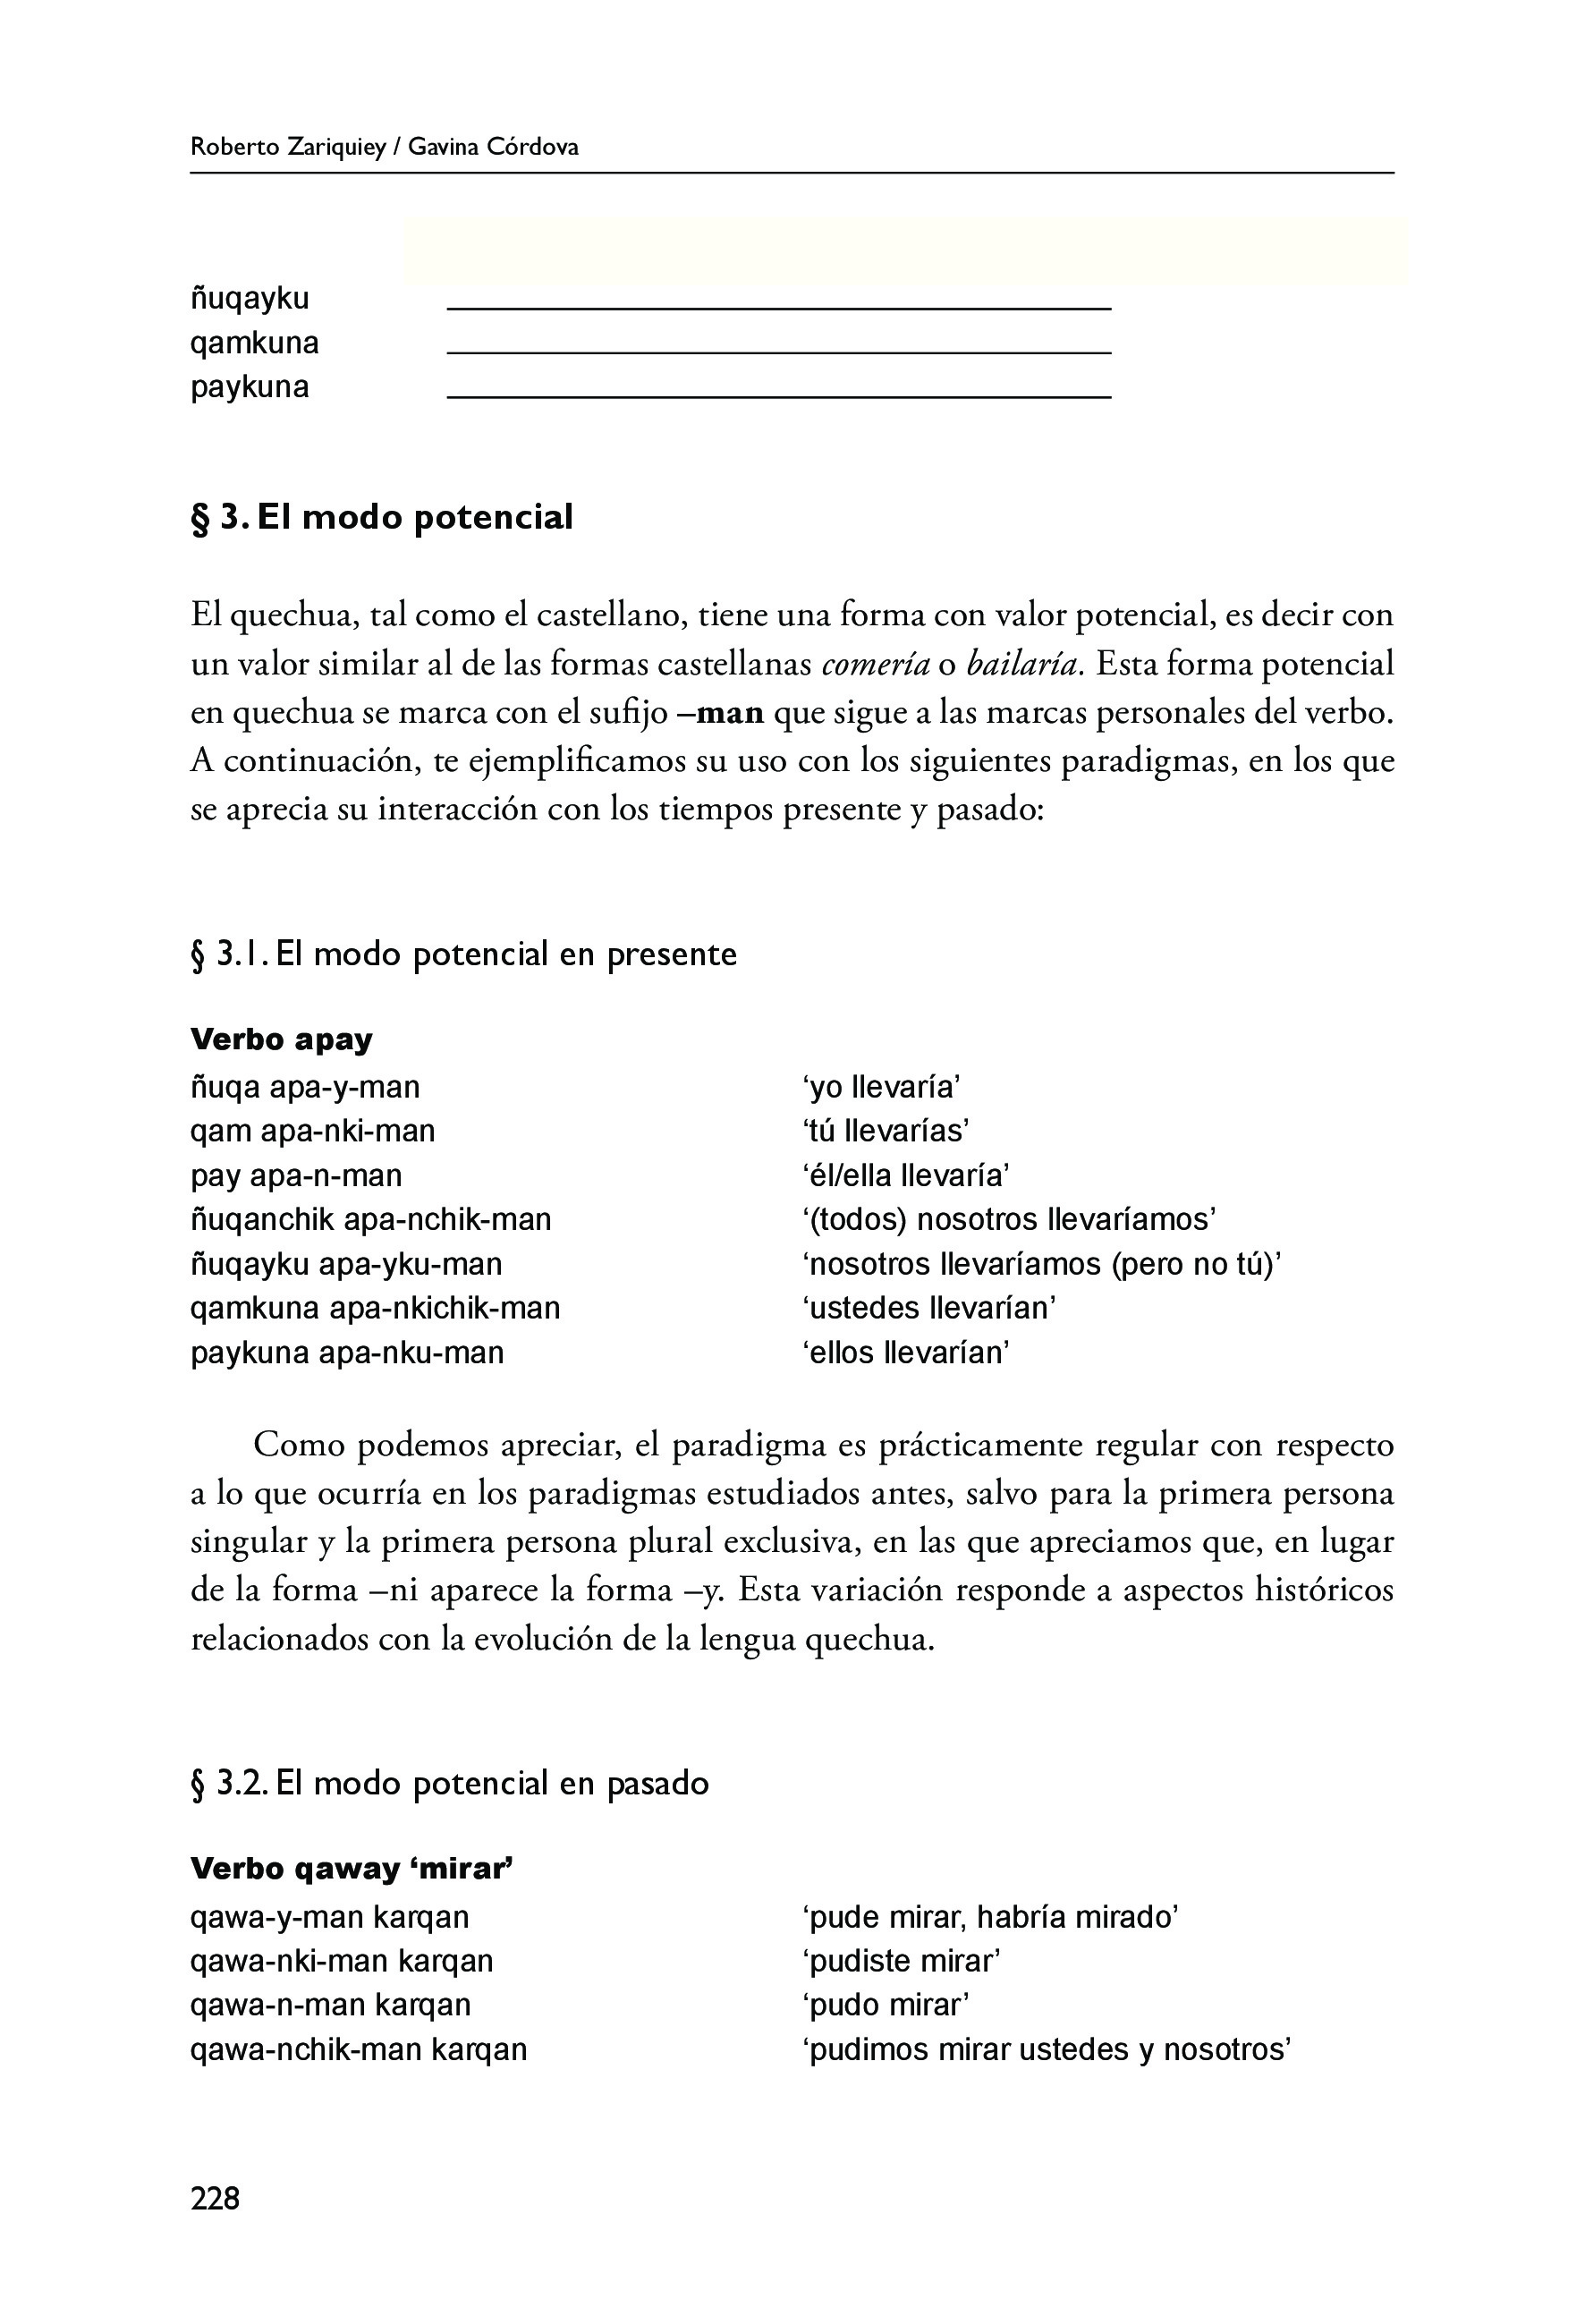 Roberto Zariquiey / Gavina Córdova
ñuqayku
qamkuna
paykuna
§ 3. El modo potencial
El quechua, tal como el castellano, tiene una forma con valor potencial, es decir con
un valor similar al de las formas castellanas comería o bailaría. Esta forma potencial
en quechua se marca con el sufijo –man que sigue a las marcas personales del verbo.
A continuación, te ejemplificamos su uso con los siguientes paradigmas, en los que
se aprecia su interacción con los tiempos presente y pasado:
§ 3.1. El modo potencial en presente
Verbo apay
ñuqa apa-y-man ‘yo llevaría’
qam apa-nki-man ‘tú llevarías’
pay apa-n-man ‘él/ella llevaría’
ñuqanchik apa-nchik-man ‘(todos) nosotros llevaríamos’
ñuqayku apa-yku-man ‘nosotros llevaríamos (pero no tú)’
qamkuna apa-nkichik-man ‘ustedes llevarían’
paykuna apa-nku-man ‘ellos llevarían’
Como podemos apreciar, el paradigma es prácticamente regular con respecto
a lo que ocurría en los paradigmas estudiados antes, salvo para la primera persona
singular y la primera persona plural exclusiva, en las que apreciamos que, en lugar
de la forma –ni aparece la forma –y. Esta variación responde a aspectos históricos
relacionados con la evolución de la lengua quechua.
§ 3.2. El modo potencial en pasado
Verbo qaway ‘mirar’
qawa-y-man karqan ‘pude mirar, habría mirado’
qawa-nki-man karqan ‘pudiste mirar’
qawa-n-man karqan ‘pudo mirar’
qawa-nchik-man karqan ‘pudimos mirar ustedes y nosotros’
228